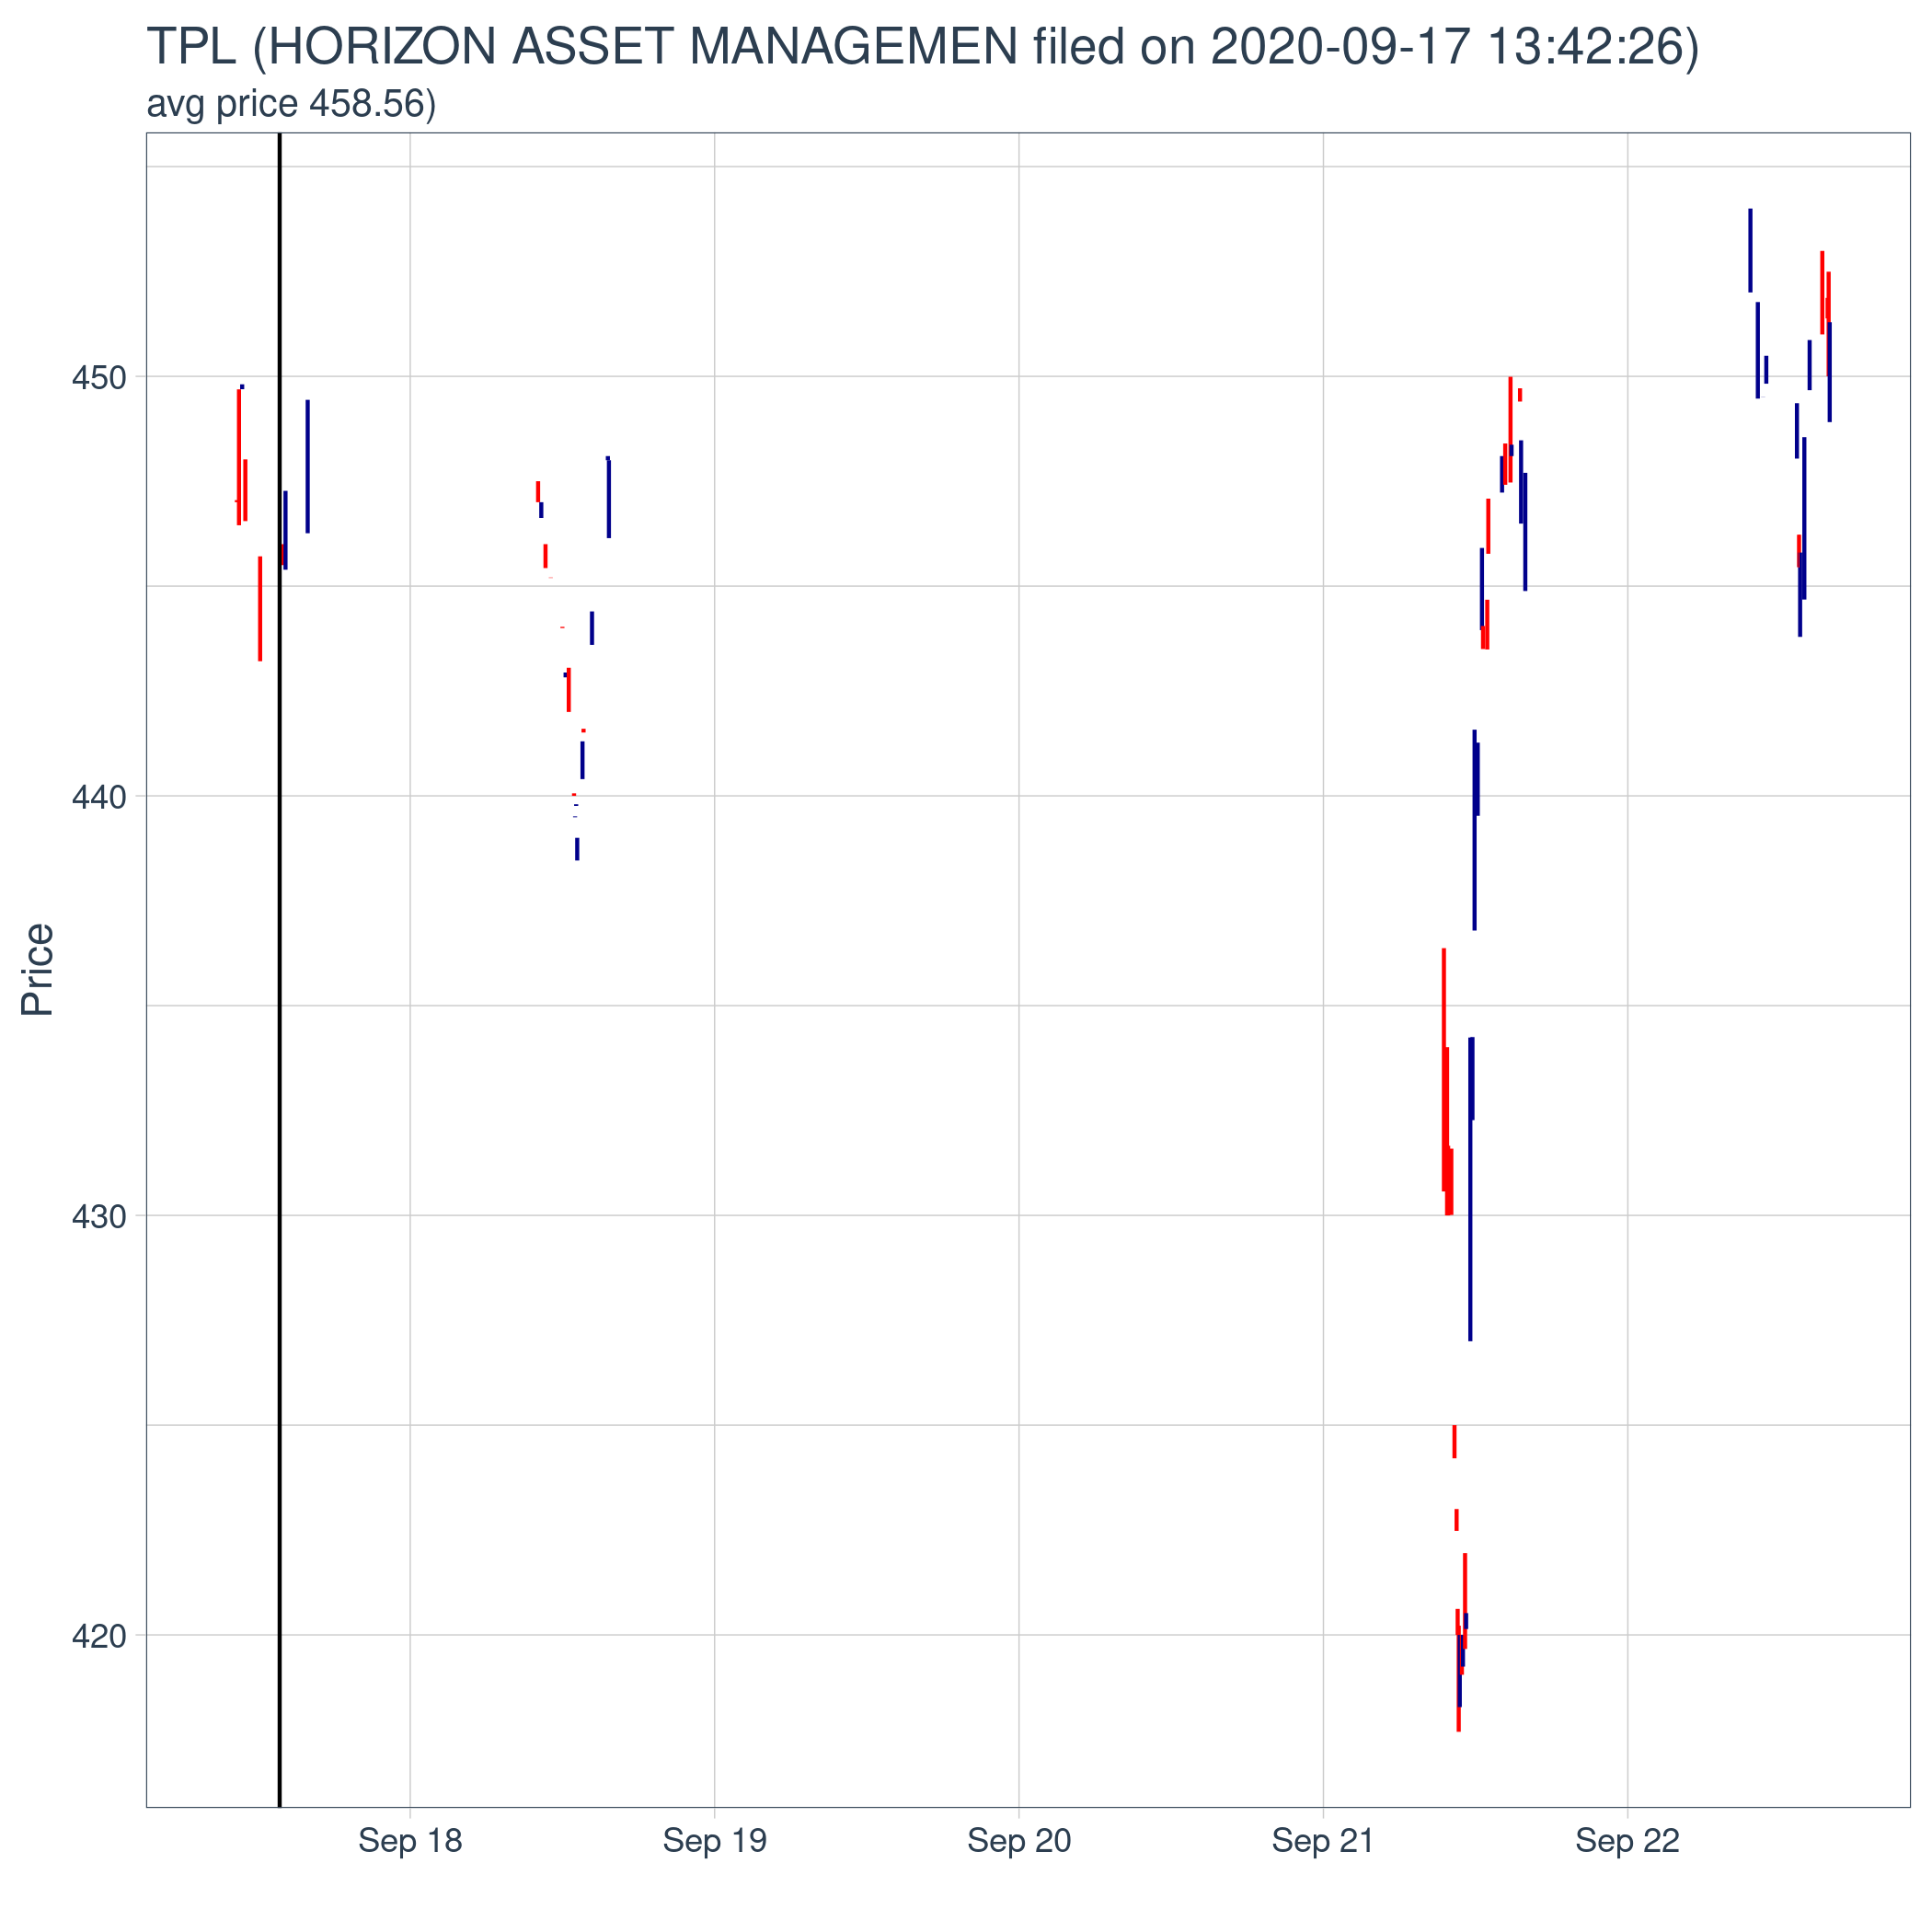 TPL (HORIZON ASSET MANAGEMEN filed on 2020-09-17 13:42:26)
avg price 458.56)
450
440
430
420
Price
Sep 18 Sep 19 Sep 20 Sep 21 Sep 22